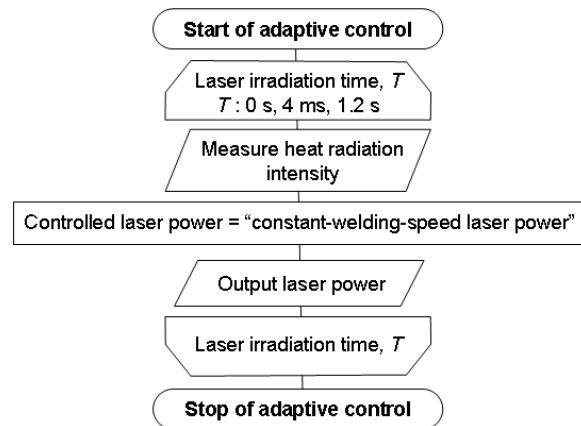 Start of adaptive control
Laser irradiation time, T
T : 0 s, 4 ms, 1.2 s
Measure heat radiation
intensity
Controlled laser power = “constant-welding-speed laser power”
Output laser power
Laser irradiation time, T
Stop of adaptive control